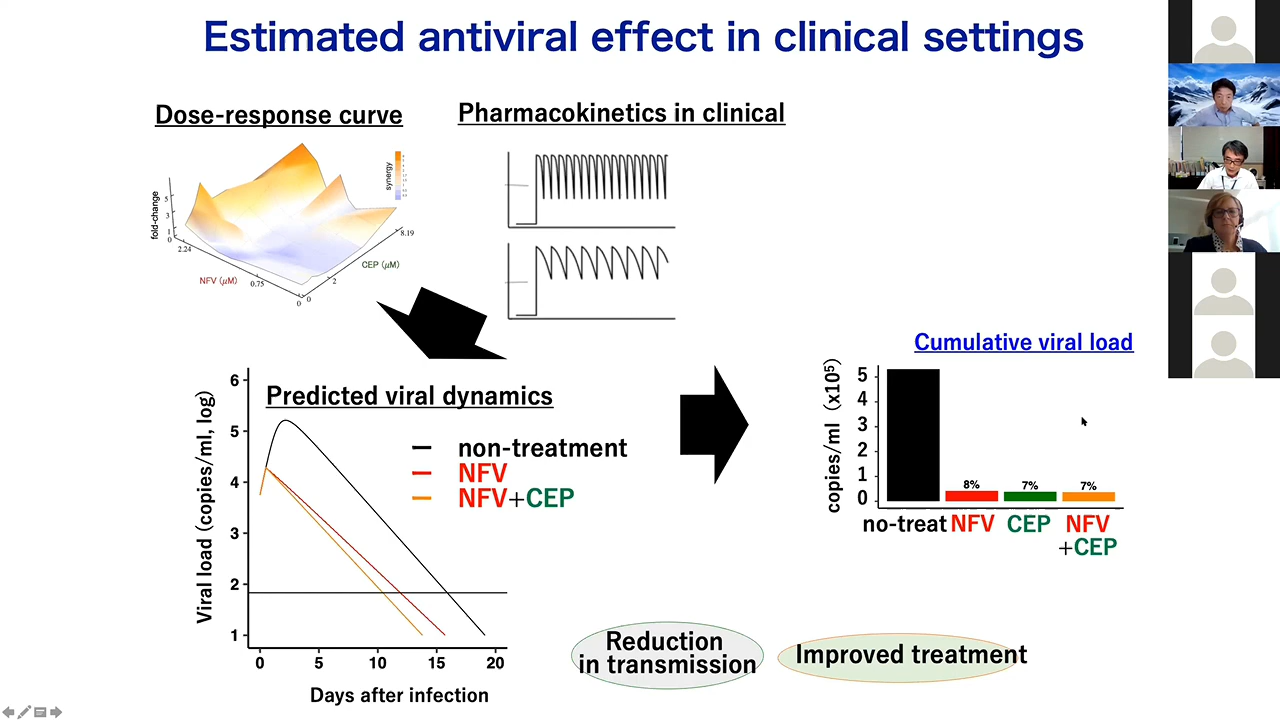 Estimated antiviral effect in clinical settings
Dose-response curve
Pharmacokinetics in clinical
synergy
fold-change
5
3
1
0
2.24
NFV (μM)
0.75
0
0
2
CEP (μM)
8.19
Predicted viral dynamics
Viral load (copies/ml, log)
6
5
4
3
2
1
0
5
10
15
20
Days after infection
non-treatment
NFV
NFV+CEP
Cumulative viral load
copies/ml (x10⁵)
5
4
3
2
1
0
8%
7%
7%
no-treat
NFV
CEP
NFV
+CEP
Reduction
in transmission
Improved treatment